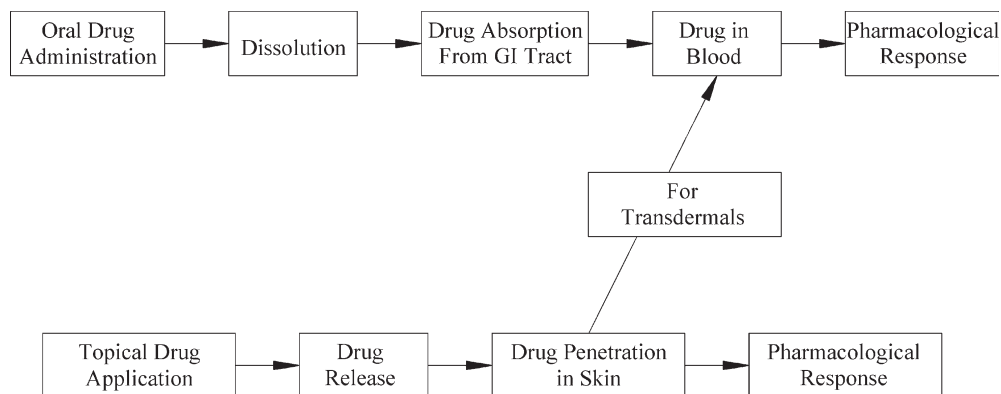 Oral Drug
Administration
Dissolution
Drug Absorption
From GI Tract
Drug in
Blood
Pharmacological
Response
For
Transdermals
Topical Drug
Application
Drug
Release
Drug Penetration
in Skin
Pharmacological
Response